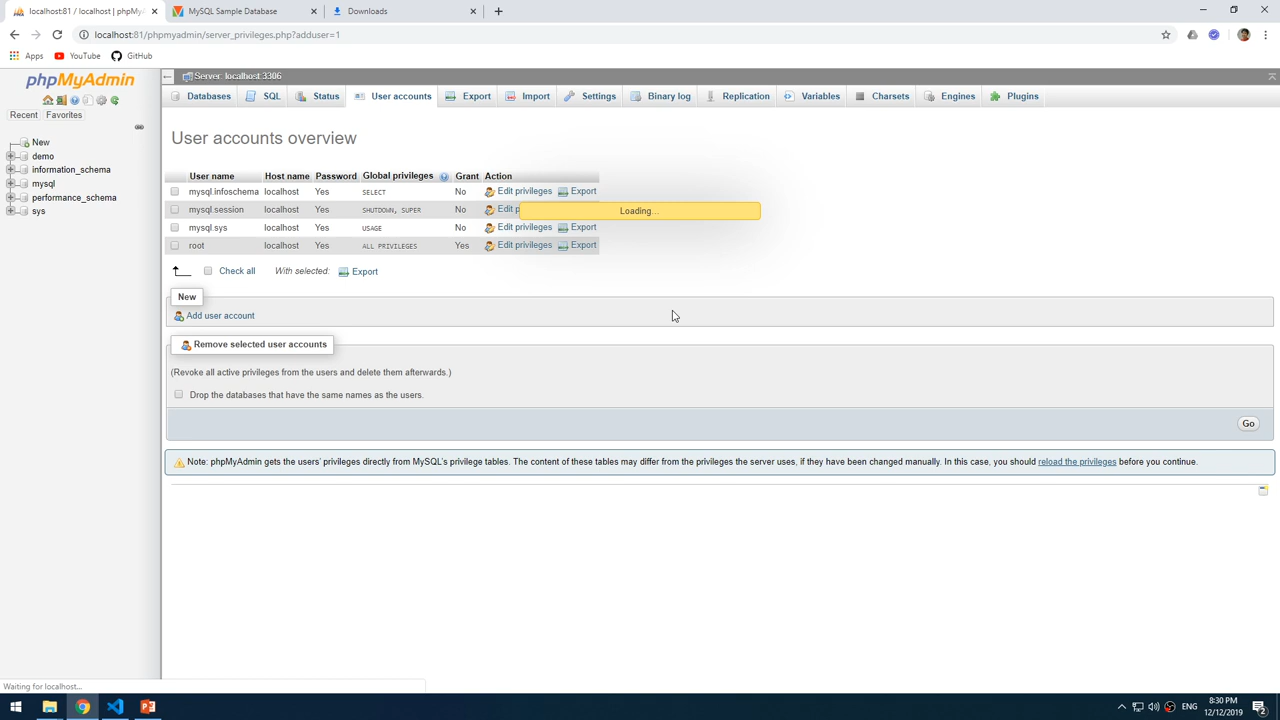 localhost:81 / localhost | phpMy
MySQL Sample Database
Downloads
localhost:81/phpmyadmin/server_privileges.php?adduser=1
Apps
YouTube
GitHub
phpMyAdmin
Server: localhost:3306
Databases
SQL
Status
User accounts
Export
Import
Settings
Binary log
Replication
Variables
Charsets
Engines
Plugins
Recent
Favorites
New
demo
information_schema
mysql
performance_schema
sys
User accounts overview
User name Host name Password Global privileges Grant Action
mysql.infoschema localhost Yes SELECT No Edit privileges Export
mysql.session localhost Yes SHUTDOWN, SUPER No Edit p
Loading...
mysql.sys localhost Yes USAGE No Edit privileges Export
root localhost Yes ALL PRIVILEGES Yes Edit privileges Export
Check all With selected: Export
New
Add user account
Remove selected user accounts
(Revoke all active privileges from the users and delete them afterwards.)
Drop the databases that have the same names as the users.
Go
Note: phpMyAdmin gets the users' privileges directly from MySQL's privilege tables. The content of these tables may differ from the privileges the server uses, if they have been changed manually. In this case, you should reload the privileges before you continue.
Waiting for localhost...
ENG
8:30 PM
12/12/2019
2